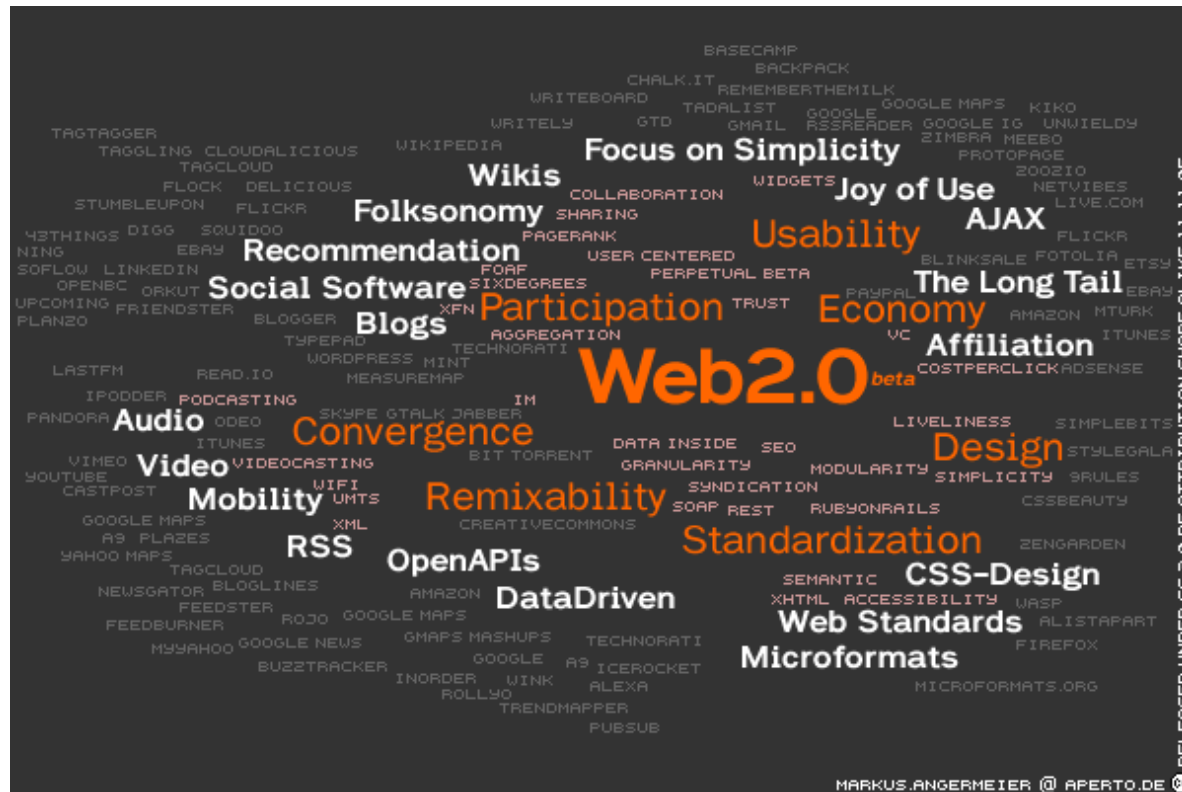 BASECAMP
BACKPACK
CHALK.IT
REMEMBERTHEMILK
WRITEBOARD
TADALIST
GOOGLE MAPS
KIKO
GOOGLE
RSSREADER
WRITELY
GTD
GMAIL
GOOGLE IG
UNWIELDY
TAGTAGGER
WIKIPEDIA
ZIMBRA
MEEBO
TAGGLING
CLOUDALICIOUS
Focus on Simplicity
PROTOPAGE
TAGCLOUD
ZOOZIO
Wikis
WIDGETS
FLOCK
DELICIOUS
COLLABORATION
Joy of Use
NETVIBES
STUMBLEUPON
FLICKR
Folksonomy
SHARING
LIVE.COM
AJAX
43THINGS
DIGG
SQUIDOO
PAGERANK
Usability
FLICKR
NING
EBAY
Recommendation
USER CENTERED
BLINKSALE
FOTOLIA
ETSY
SOFLOW
LINKEDIN
FOAF
PERPETUAL BETA
OPENBC
ORKUT
Social Software
SIXDEGREES
PAYPAL
The Long Tail
EBAY
UPCOMING
FRIENDSTER
XFN
Participation
TRUST
Economy
AMAZON
MTURK
PLANZO
BLOGGER
Blogs
AGGREGATION
VC
ITUNES
TYPEPAD
TECHNORATI
Affiliation
WORDPRESS
MINT
LASTFM
READ.IO
MEASUREMAP
Web2.0 beta
COSTPERCLICK
ADSENSE
IPODDER
PODCASTING
IM
PANDORA
Audio
ODEO
SKYPE GTALK JABBER
LIVELINESS
SIMPLEBITS
ITUNES
Convergence
DATA INSIDE
SEO
Design
STYLEGALA
VIMEO
Video
VIDEOCASTING
BIT TORRENT
GRANULARITY
MODULARITY
SIMPLICITY
9RULES
YOUTUBE
CASTPOST
WIFI
SYNDICATION
Mobility
UMTS
Remixability
SOAP
REST
RUBYONRAILS
CSSBEAUTY
GOOGLE MAPS
XML
CREATIVECOMMONS
A9
PLAZES
RSS
Standardization
ZENGARDEN
YAHOO MAPS
OpenAPIs
TAGCLOUD
SEMANTIC
CSS-Design
NEWSGATOR
BLOGLINES
AMAZON
DataDriven
XHTML
ACCESSIBILITY
WASP
FEEDSTER
ROJO
GOOGLE MAPS
Web Standards
ALISTAPART
FEEDBURNER
MYYAHOO
GOOGLE NEWS
GMAPS MASHUPS
TECHNORATI
FIREFOX
BUZZTRACKER
GOOGLE
A9
ICEROCKET
Microformats
INORDER
WINK
ALEXA
MICROFORMATS.ORG
ROLLYO
TRENDMAPPER
PUBSUB
MARKUS.ANGERMEIER @ APERTO.DE